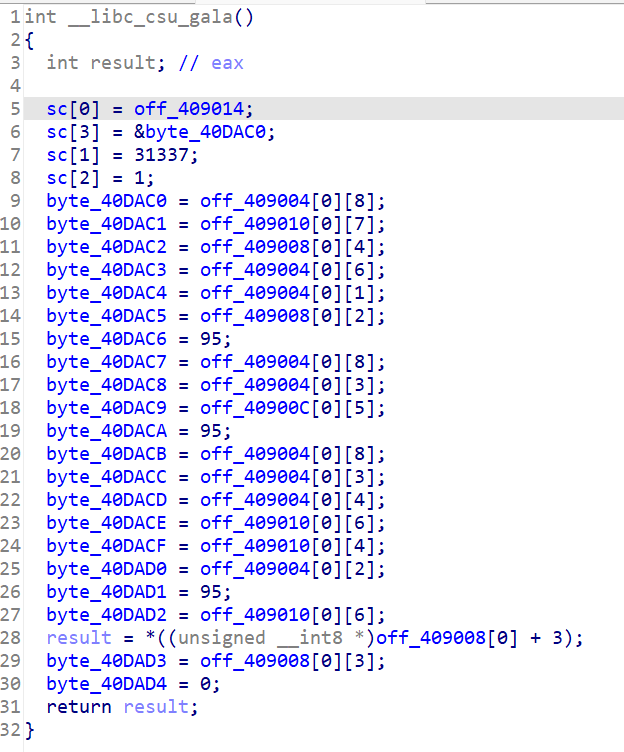 1 int __libc_csu_gala()
2 {
3   int result; // eax
4
5   sc[0] = off_409014;
6   sc[3] = &byte_40DAC0;
7   sc[1] = 31337;
8   sc[2] = 1;
9   byte_40DAC0 = off_409004[0][8];
10   byte_40DAC1 = off_409010[0][7];
11   byte_40DAC2 = off_409008[0][4];
12   byte_40DAC3 = off_409004[0][6];
13   byte_40DAC4 = off_409004[0][1];
14   byte_40DAC5 = off_409008[0][2];
15   byte_40DAC6 = 95;
16   byte_40DAC7 = off_409004[0][8];
17   byte_40DAC8 = off_409004[0][3];
18   byte_40DAC9 = off_40900C[0][5];
19   byte_40DACA = 95;
20   byte_40DACB = off_409004[0][8];
21   byte_40DACC = off_409004[0][3];
22   byte_40DACD = off_409004[0][4];
23   byte_40DACE = off_409010[0][6];
24   byte_40DACF = off_409010[0][4];
25   byte_40DAD0 = off_409004[0][2];
26   byte_40DAD1 = 95;
27   byte_40DAD2 = off_409010[0][6];
28   result = *((unsigned __int8 *)off_409008[0] + 3);
29   byte_40DAD3 = off_409008[0][3];
30   byte_40DAD4 = 0;
31   return result;
32 }